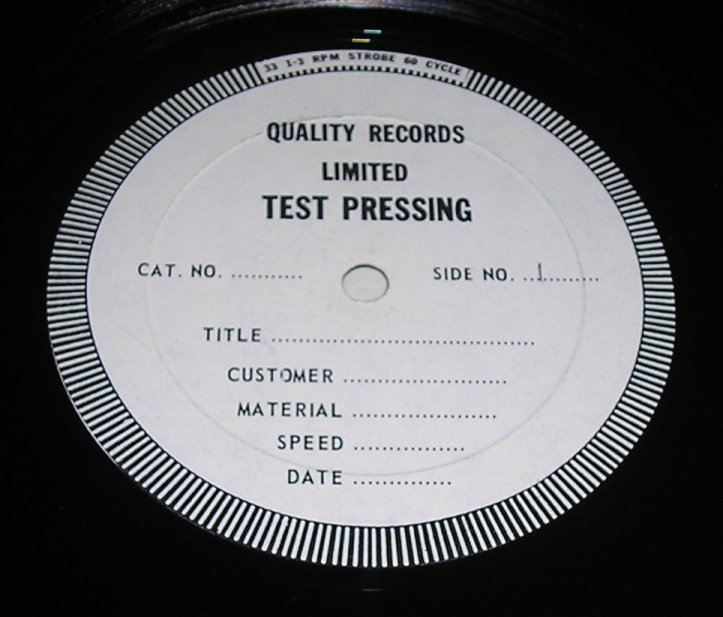 33 1-3 RPM STROBE 60 CYCLE
QUALITY RECORDS
LIMITED
TEST PRESSING
CAT. NO. ............ SIDE NO. ..1..........
TITLE ......................................
CUSTOMER ........................
MATERIAL .....................
SPEED ................
DATE ..............